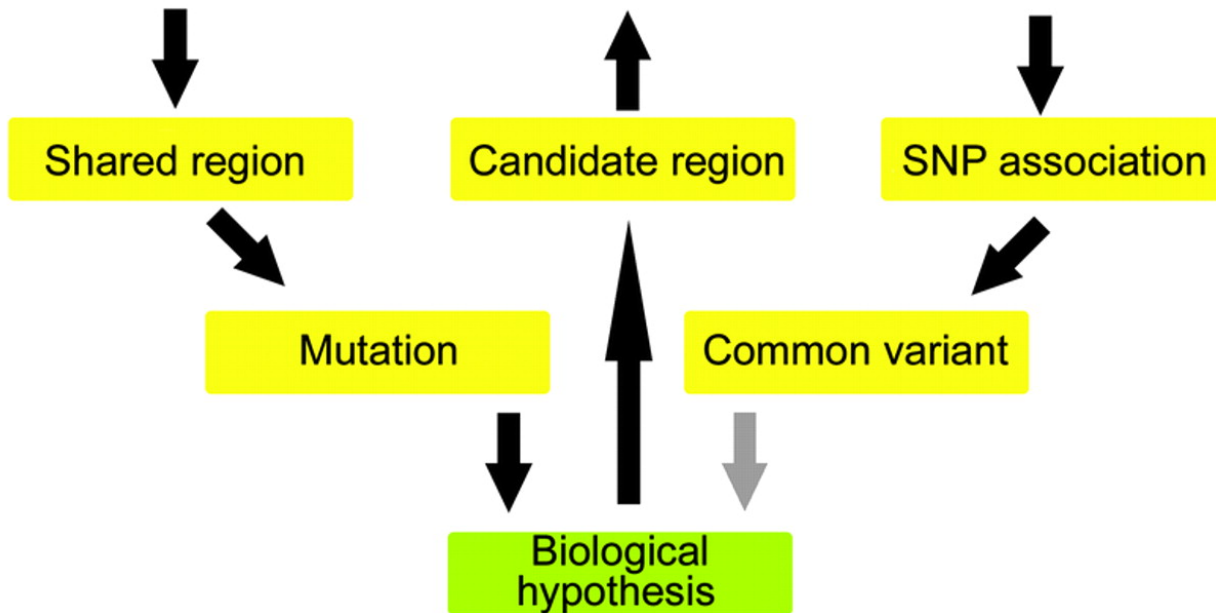 Shared region
Candidate region
SNP association
Mutation
Common variant
Biological
hypothesis